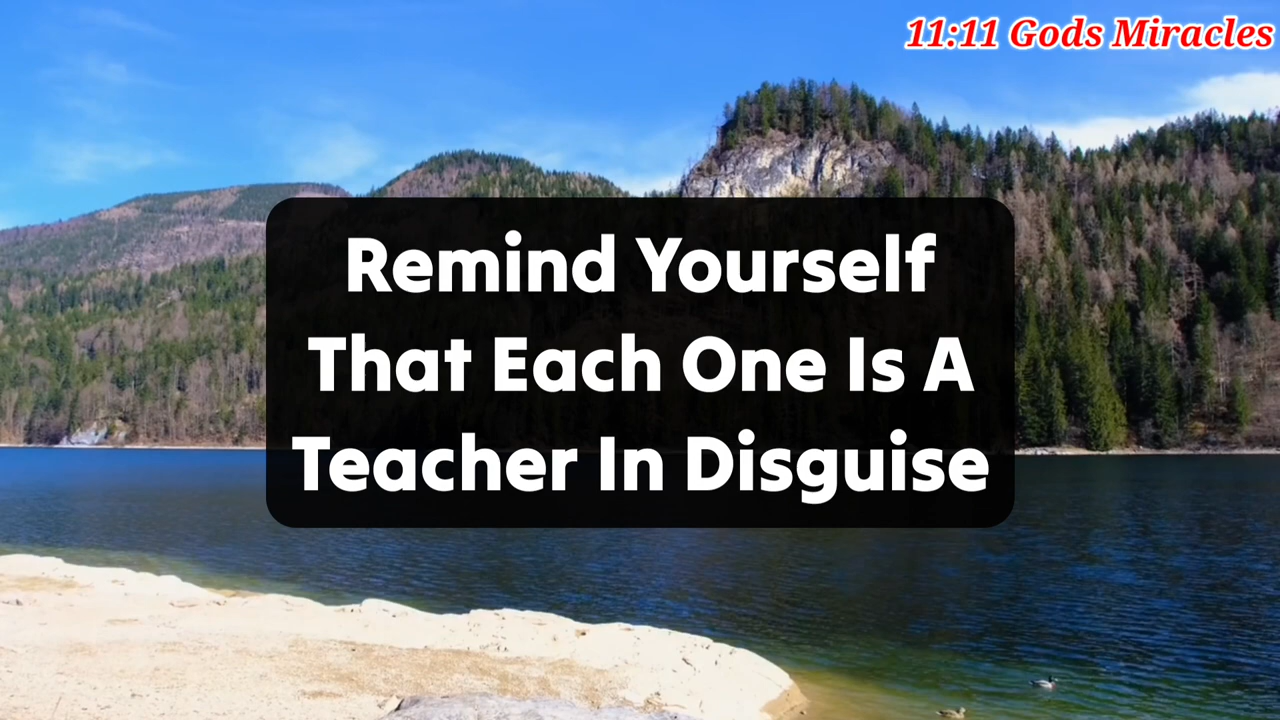 11:11 Gods Miracles
Remind Yourself
That Each One Is A
Teacher In Disguise